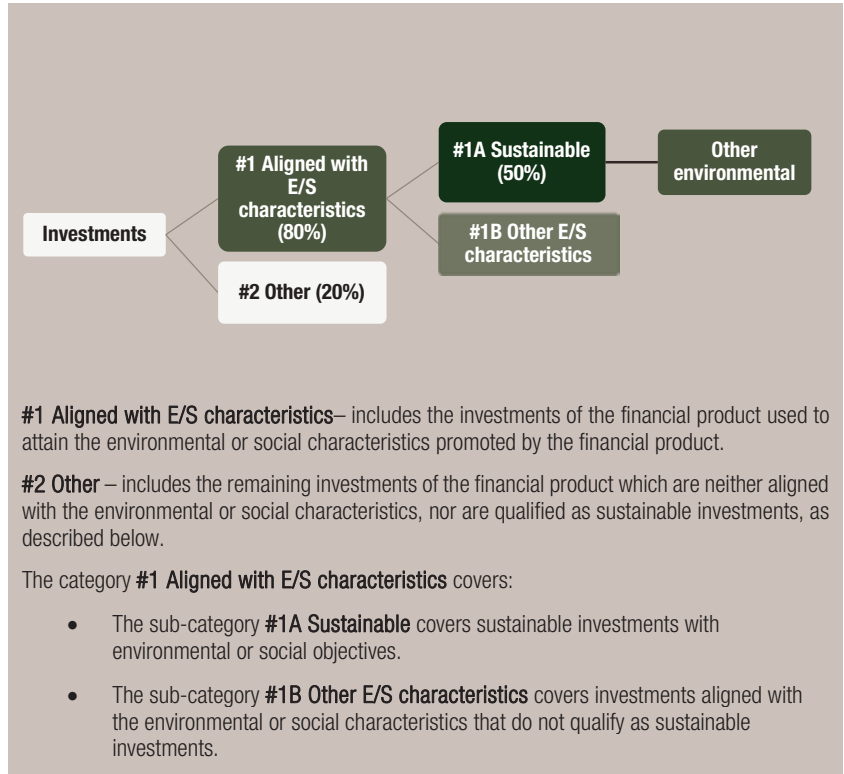 #1 Aligned with
E/S
characteristics
(80%)
#1A Sustainable
(50%)
Other
environmental
Investments
#1B Other E/S
characteristics
#2 Other (20%)
#1 Aligned with E/S characteristics– includes the investments of the financial product used to
attain the environmental or social characteristics promoted by the financial product.
#2 Other – includes the remaining investments of the financial product which are neither aligned
with the environmental or social characteristics, nor are qualified as sustainable investments, as
described below.
The category #1 Aligned with E/S characteristics covers:
• The sub-category #1A Sustainable covers sustainable investments with
environmental or social objectives.
• The sub-category #1B Other E/S characteristics covers investments aligned with
the environmental or social characteristics that do not qualify as sustainable
investments.